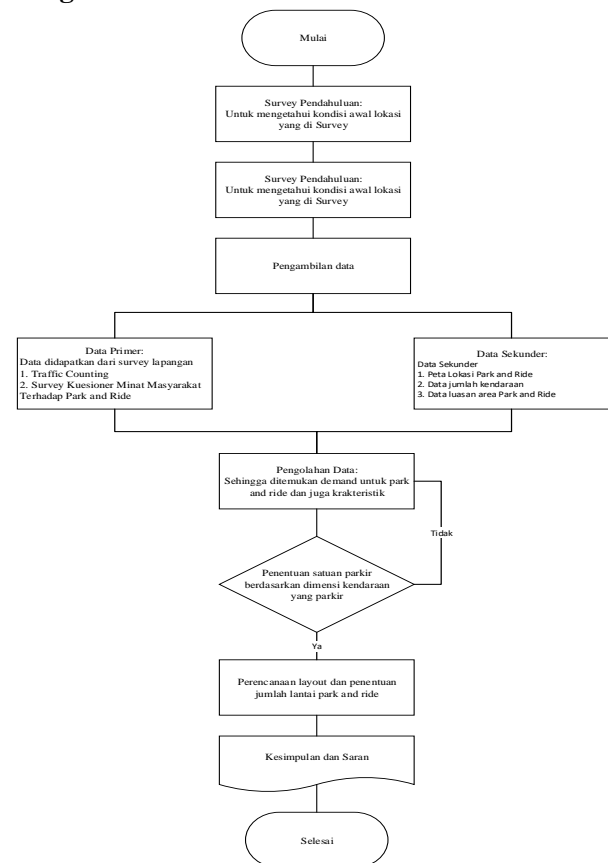 Mulai
Survey Pendahuluan:
Untuk mengetahui kondisi awal lokasi
yang di Survey
Survey Pendahuluan:
Untuk mengetahui kondisi awal lokasi
yang di Survey
Pengambilan data
Data Primer:
Data didapatkan dari survey lapangan
1. Traffic Counting
2. Survey Kuesioner Minat Masyarakat
Terhadap Park and Ride
Data Sekunder:
Data Sekunder
1. Peta Lokasi Park and Ride
2. Data jumlah kendaraan
3. Data luasan area Park and Ride
Pengolahan Data:
Sehingga ditemukan demand untuk park
and ride dan juga krakteristik
Tidak
Penentuan satuan parkir
berdasarkan dimensi kendaraan
yang parkir
Ya
Perencanaan layout dan penentuan
jumlah lantai park and ride
Kesimpulan dan Saran
Selesai